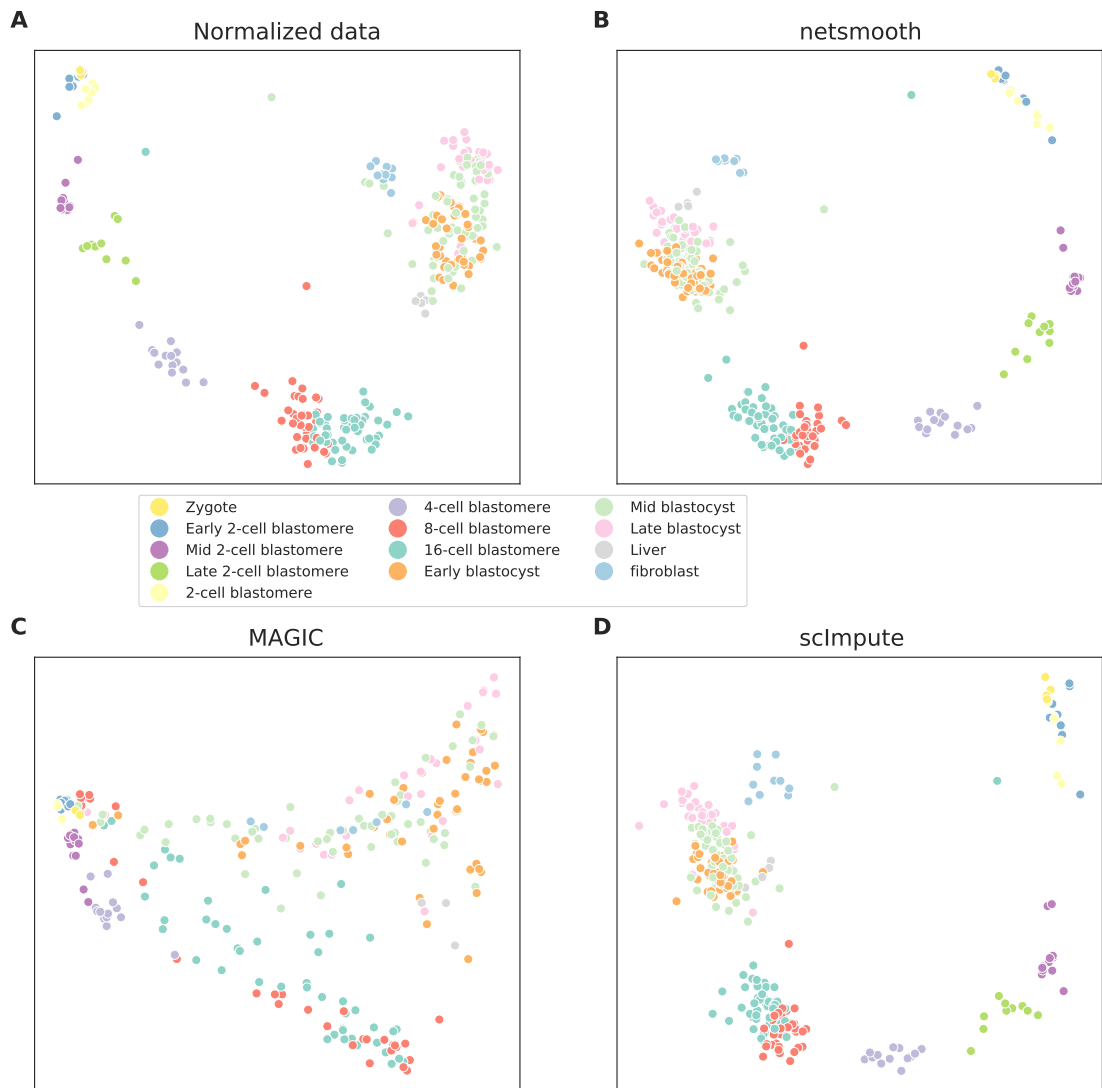 A
Normalized data
B
netsmooth
Zygote
Early 2-cell blastomere
Mid 2-cell blastomere
Late 2-cell blastomere
2-cell blastomere
4-cell blastomere
8-cell blastomere
16-cell blastomere
Early blastocyst
Mid blastocyst
Late blastocyst
Liver
fibroblast
C
MAGIC
D
scImpute